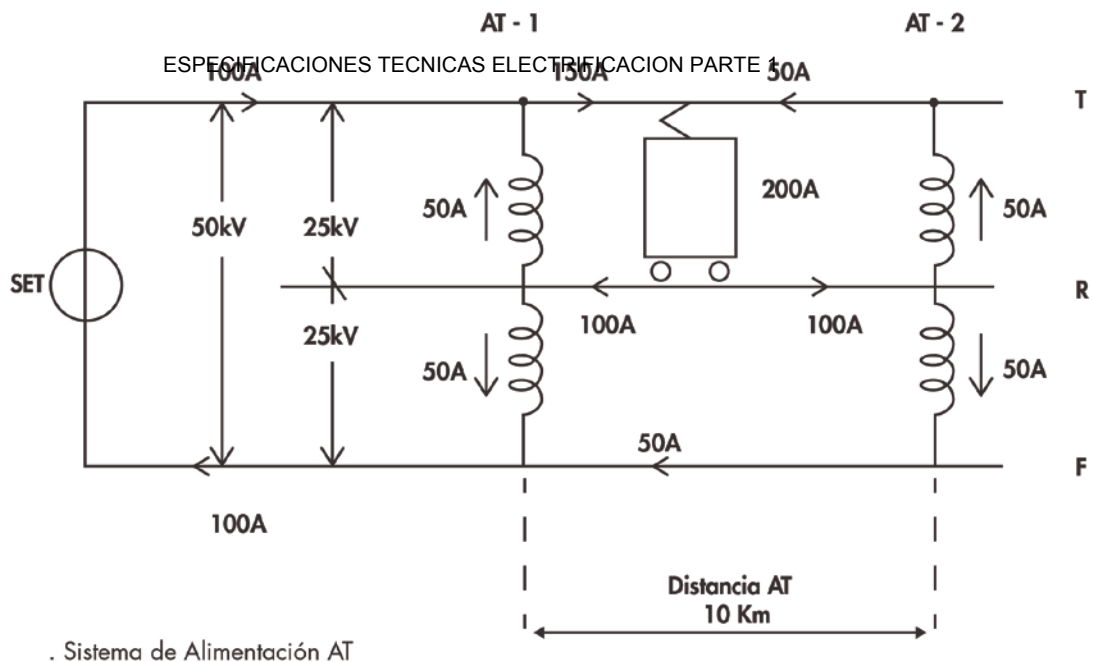 AT - 1
AT - 2
ESPECIFICACIONES TECNICAS ELECTRIFICACION PARTE 1
100A
150A
50A
T
50A
200A
50A
50kV
25kV
SET
R
25kV
100A
100A
50A
50A
50A
F
100A
Distancia AT
10 Km
. Sistema de Alimentación AT